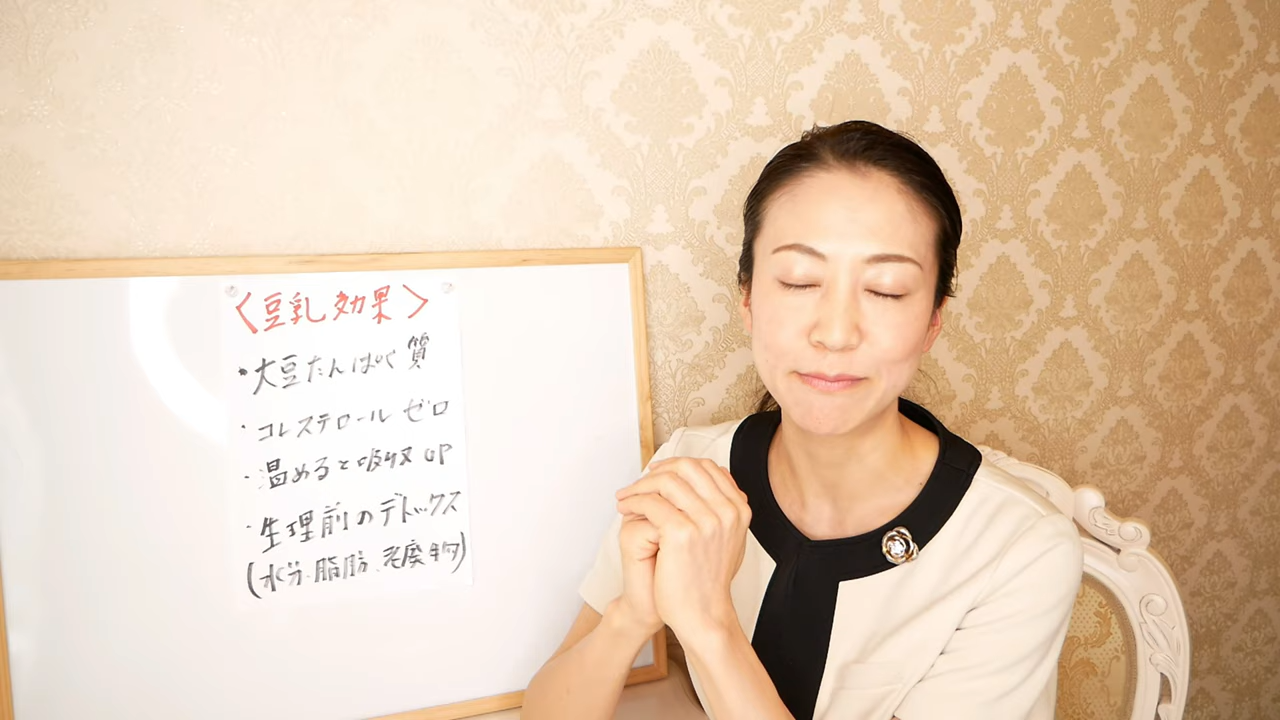 〈豆乳効果〉
・大豆たんぱく質
・コレステロールゼロ
・温めると吸収UP
・生理前のデトックス
(水分、脂肪、老廃物)